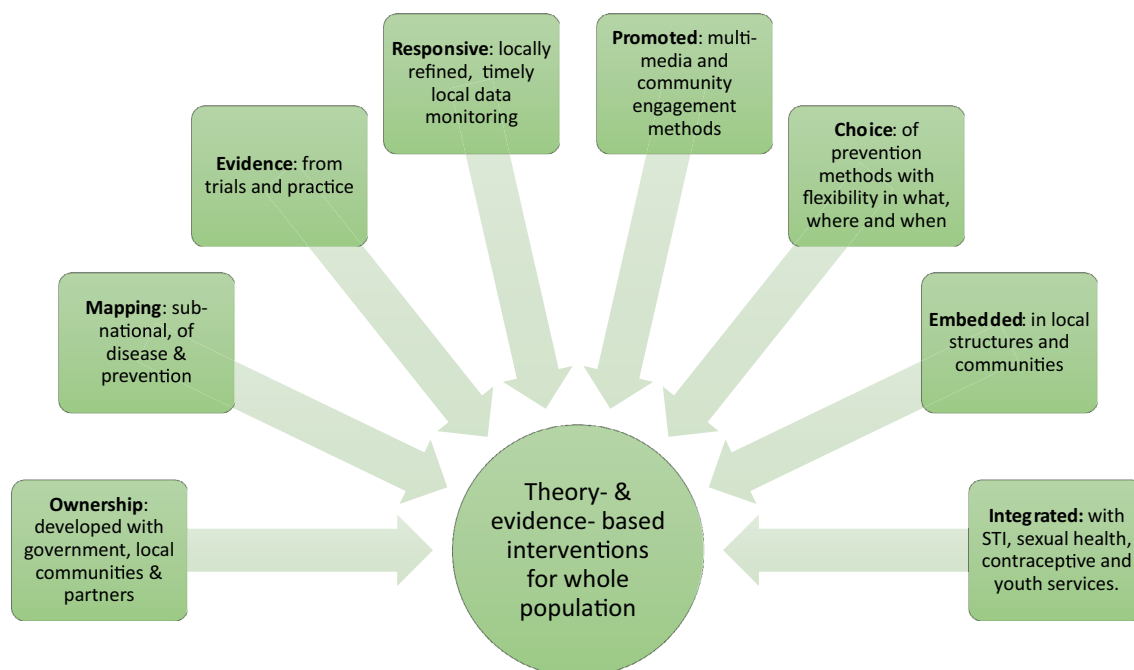 Ownership:
developed with
government, local
communities &
partners
Mapping: sub-
national, of
disease &
prevention
Evidence: from
trials and practice
Responsive: locally
refined, timely
local data
monitoring
Promoted: multi-
media and
community
engagement
methods
Choice: of
prevention
methods with
flexibility in what,
where and when
Embedded: in local
structures and
communities
Integrated: with
STI, sexual health,
contraceptive and
youth services.
Theory- &
evidence- based
interventions
for whole
population